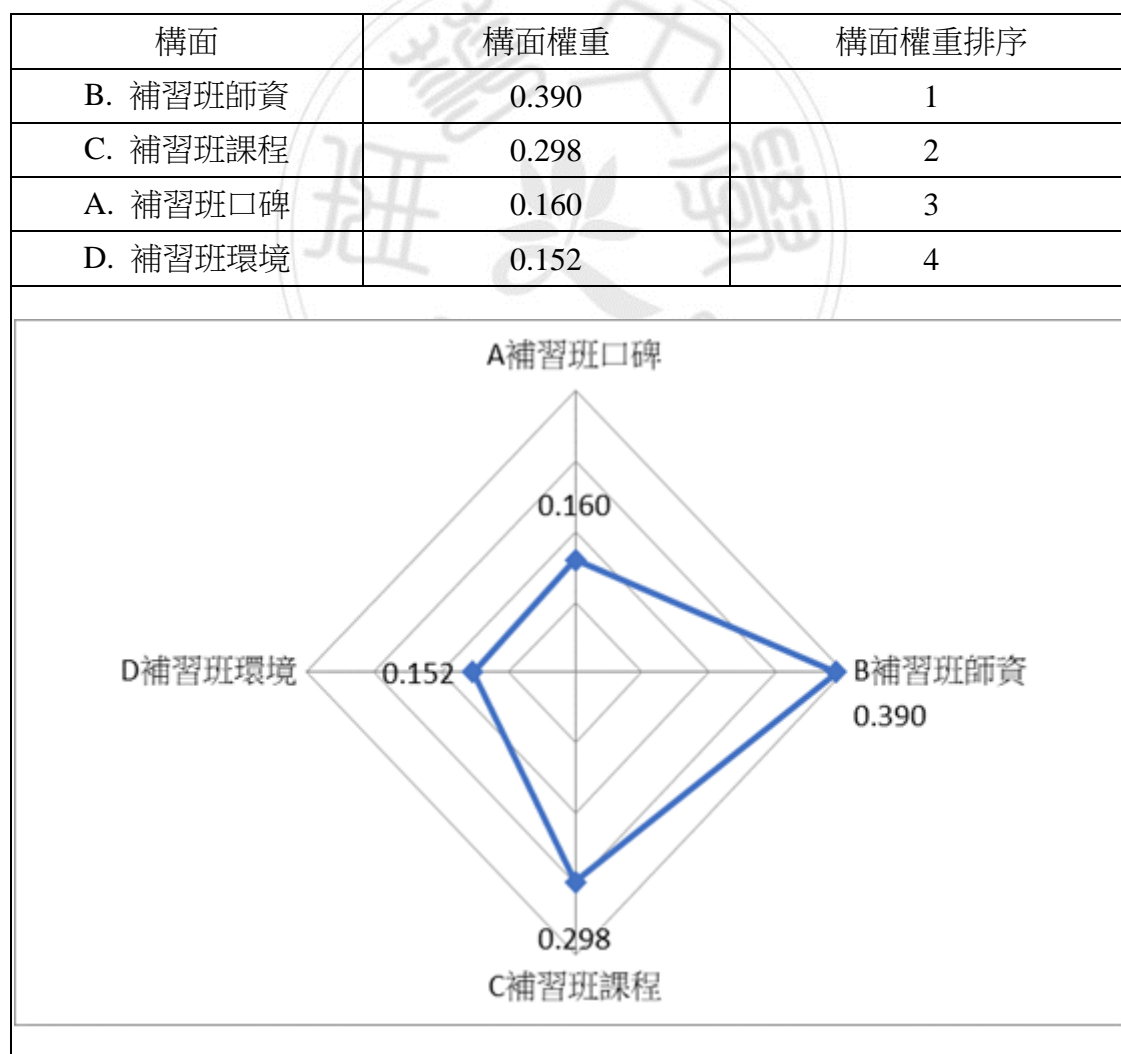 構面 構面權重 構面權重排序
B. 補習班師資 0.390 1
C. 補習班課程 0.298 2
A. 補習班口碑 0.160 3
D. 補習班環境 0.152 4
A補習班口碑
0.160
D補習班環境 0.152 B補習班師資
0.390
0.298
C補習班課程